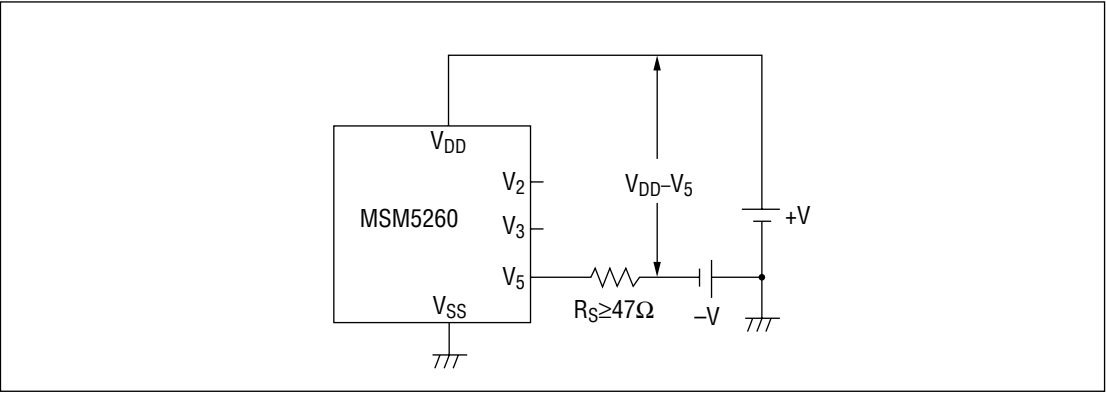 V_DD
V_2
V_DD–V_5
MSM5260
V_3
+V
V_5
V_SS
R_S≥47Ω
–V